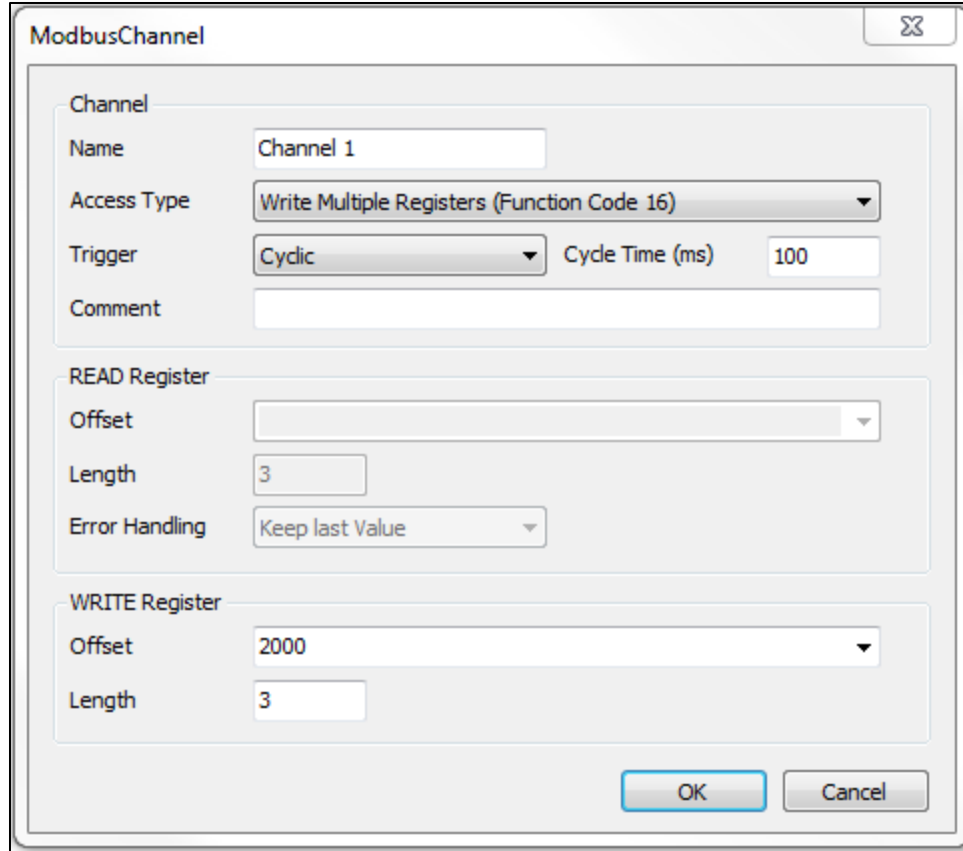 ModbusChannel
Channel
Name Channel 1
Access Type Write Multiple Registers (Function Code 16)
Trigger Cyclic Cycle Time (ms) 100
Comment
READ Register
Offset
Length 3
Error Handling Keep last Value
WRITE Register
Offset 2000
Length 3
OK Cancel